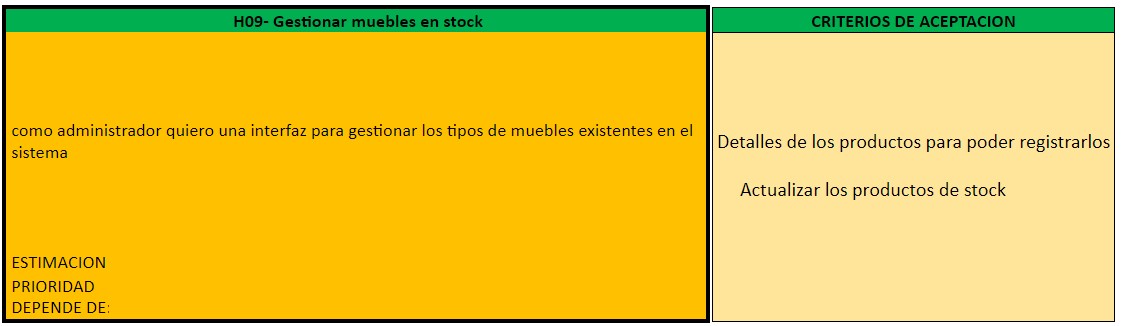 H09- Gestionar muebles en stock
como administrador quiero una interfaz para gestionar los tipos de muebles existentes en el
sistema
ESTIMACION
PRIORIDAD
DEPENDE DE:
CRITERIOS DE ACEPTACION
Detalles de los productos para poder registrarlos
Actualizar los productos de stock